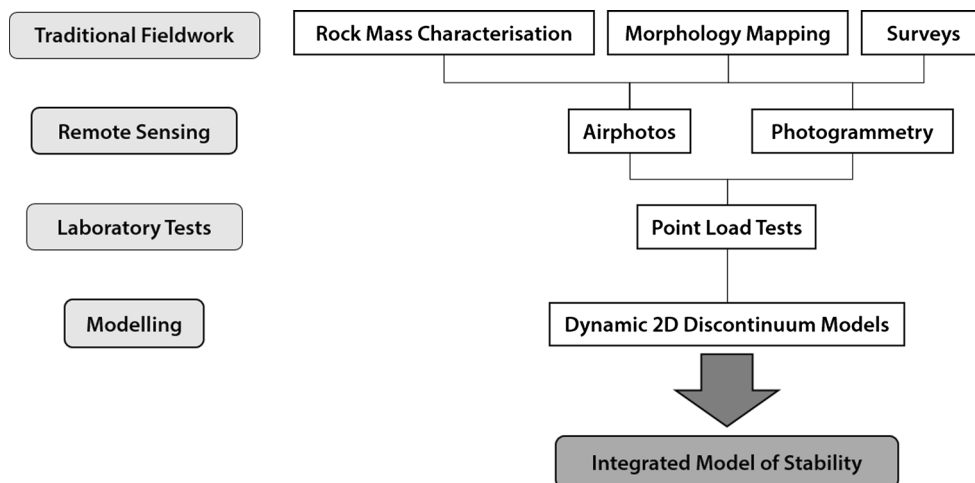 Traditional Fieldwork
Rock Mass Characterisation
Morphology Mapping
Surveys
Remote Sensing
Airphotos
Photogrammetry
Laboratory Tests
Point Load Tests
Modelling
Dynamic 2D Discontinuum Models
Integrated Model of Stability